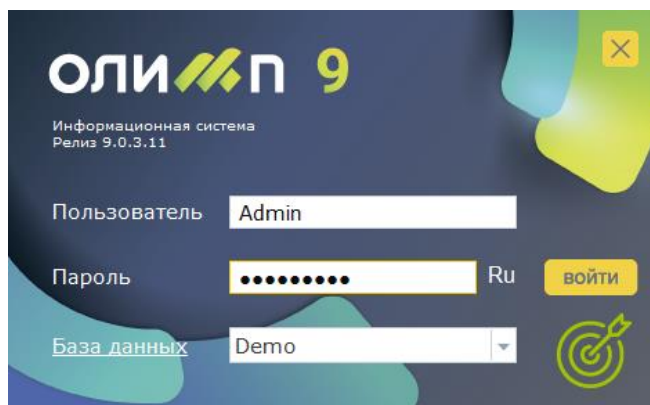 ОЛИМП 9
Информационная система
Релиз 9.0.3.11
Пользователь Admin
Пароль ●●●●●●●●● Ru ВОЙТИ
База данных Demo